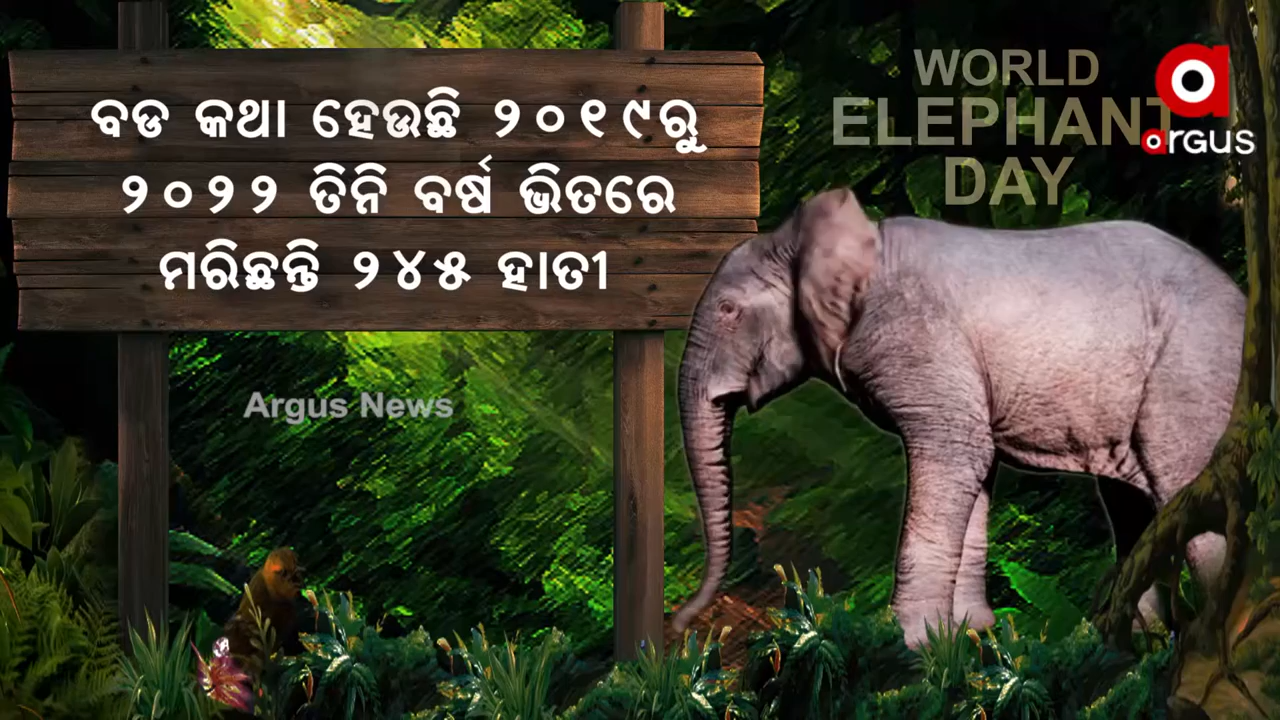 ବଡ କଥା ହେଉଛି ୨୦୧୯ରୁ
୨୦୨୨ ତିନି ବର୍ଷ ଭିତରେ
ମରିଛନ୍ତି ୨୪୫ ହାତୀ
WORLD
ELEPHANT
DAY
argus
Argus News